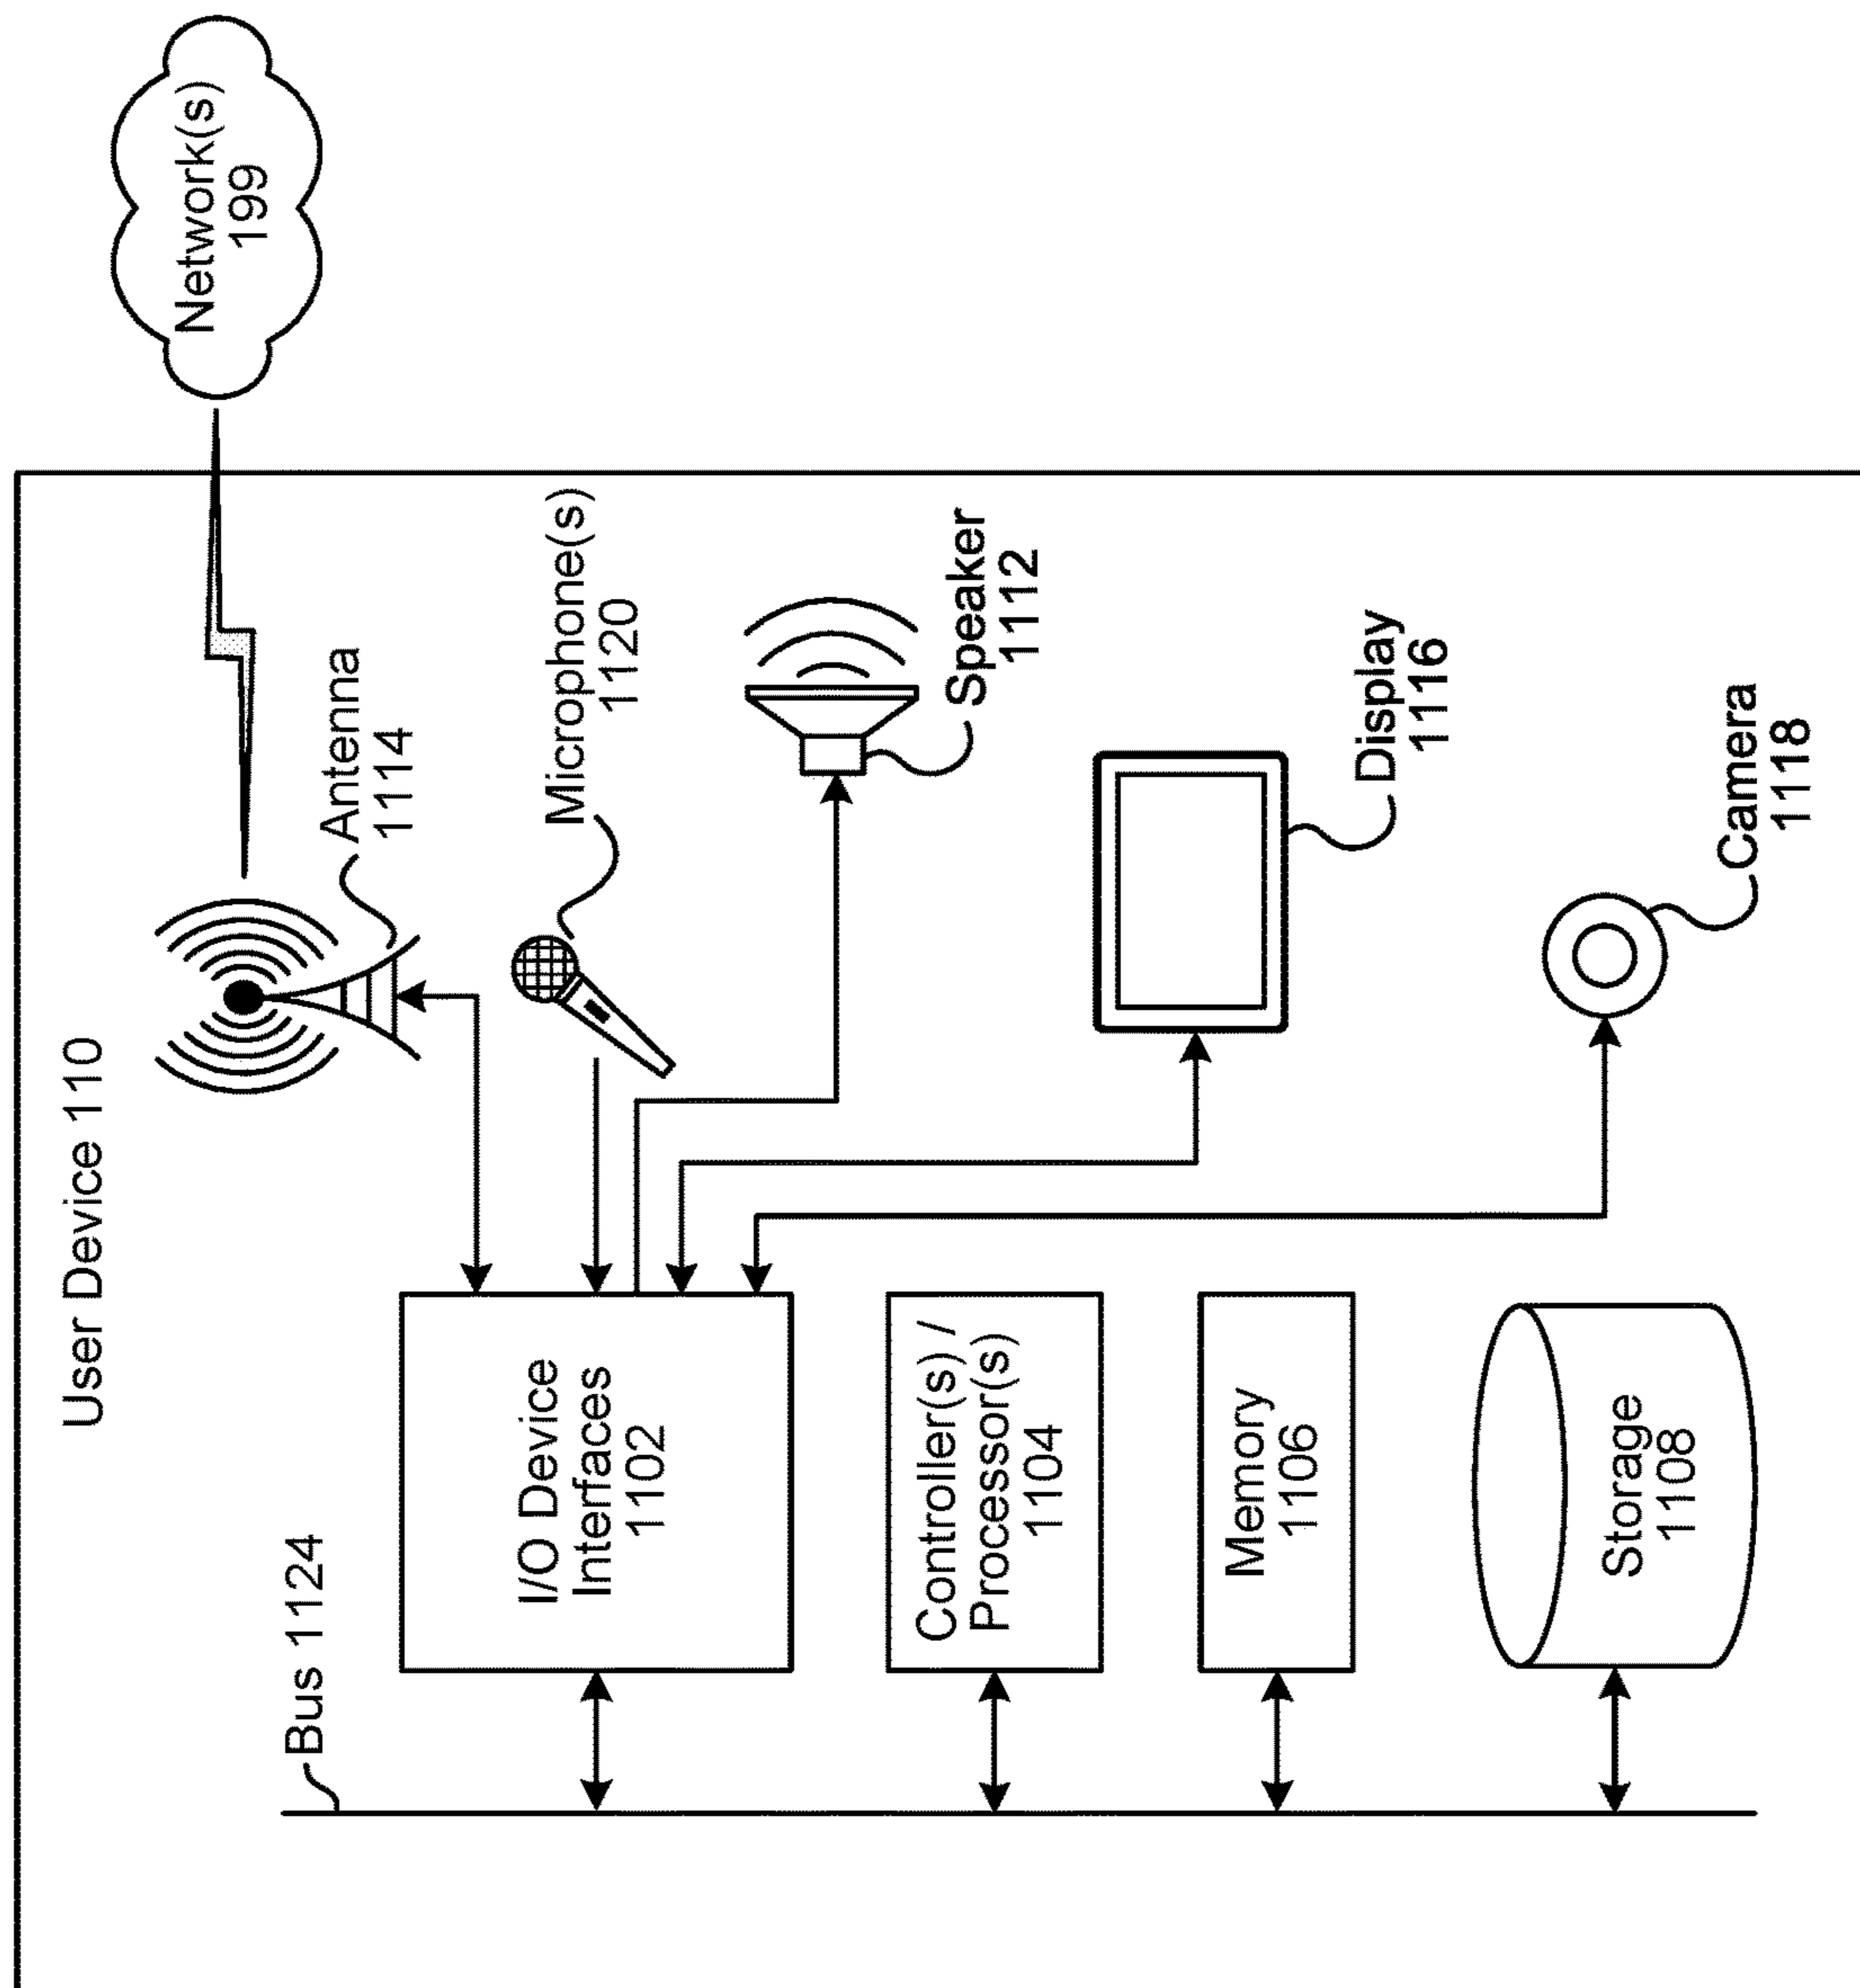 User Device 110
Bus 1124
I/O Device
Interfaces
1102
Controller(s) /
Processor(s)
1104
Memory
1106
Storage
1108
Antenna
1114
Microphone(s)
1120
Speaker
1112
Display
1116
Camera
1118
Network(s)
199